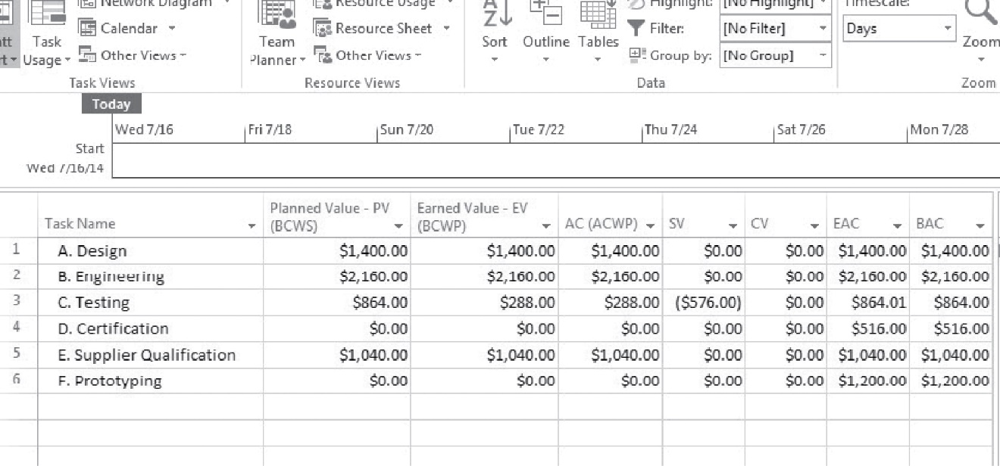 Network Diagram
Resource Usage
Highlight: [No Highlight]
Timescale:
Calendar
Resource Sheet
Filter: [No Filter]
Days
Task
Usage
Other Views
Team
Planner
Other Views
Sort
Outline
Tables
Group by: [No Group]
Zoom
Task Views
Resource Views
Data
Zoom
Today
Wed 7/16 Fri 7/18 Sun 7/20 Tue 7/22 Thu 7/24 Sat 7/26 Mon 7/28
Start
Wed 7/16/14
Task Name Planned Value - PV (BCWS) Earned Value - EV (BCWP) AC (ACWP) SV CV EAC BAC
1 A. Design $1,400.00 $1,400.00 $1,400.00 $0.00 $0.00 $1,400.00 $1,400.00
2 B. Engineering $2,160.00 $2,160.00 $2,160.00 $0.00 $0.00 $2,160.00 $2,160.00
3 C. Testing $864.00 $288.00 $288.00 ($576.00) $0.00 $864.01 $864.00
4 D. Certification $0.00 $0.00 $0.00 $0.00 $0.00 $516.00 $516.00
5 E. Supplier Qualification $1,040.00 $1,040.00 $1,040.00 $0.00 $0.00 $1,040.00 $1,040.00
6 F. Prototyping $0.00 $0.00 $0.00 $0.00 $0.00 $1,200.00 $1,200.00